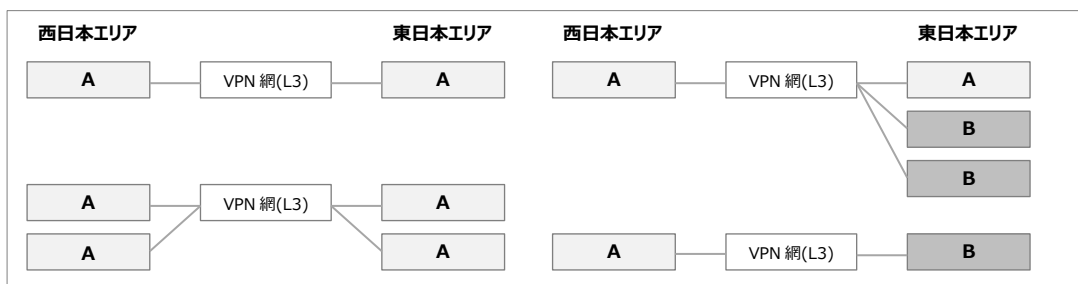 西日本エリア 東日本エリア 西日本エリア 東日本エリア
A VPN 網(L3) A A VPN 網(L3) A
B
B
A VPN 網(L3) A
A A A VPN 網(L3) B